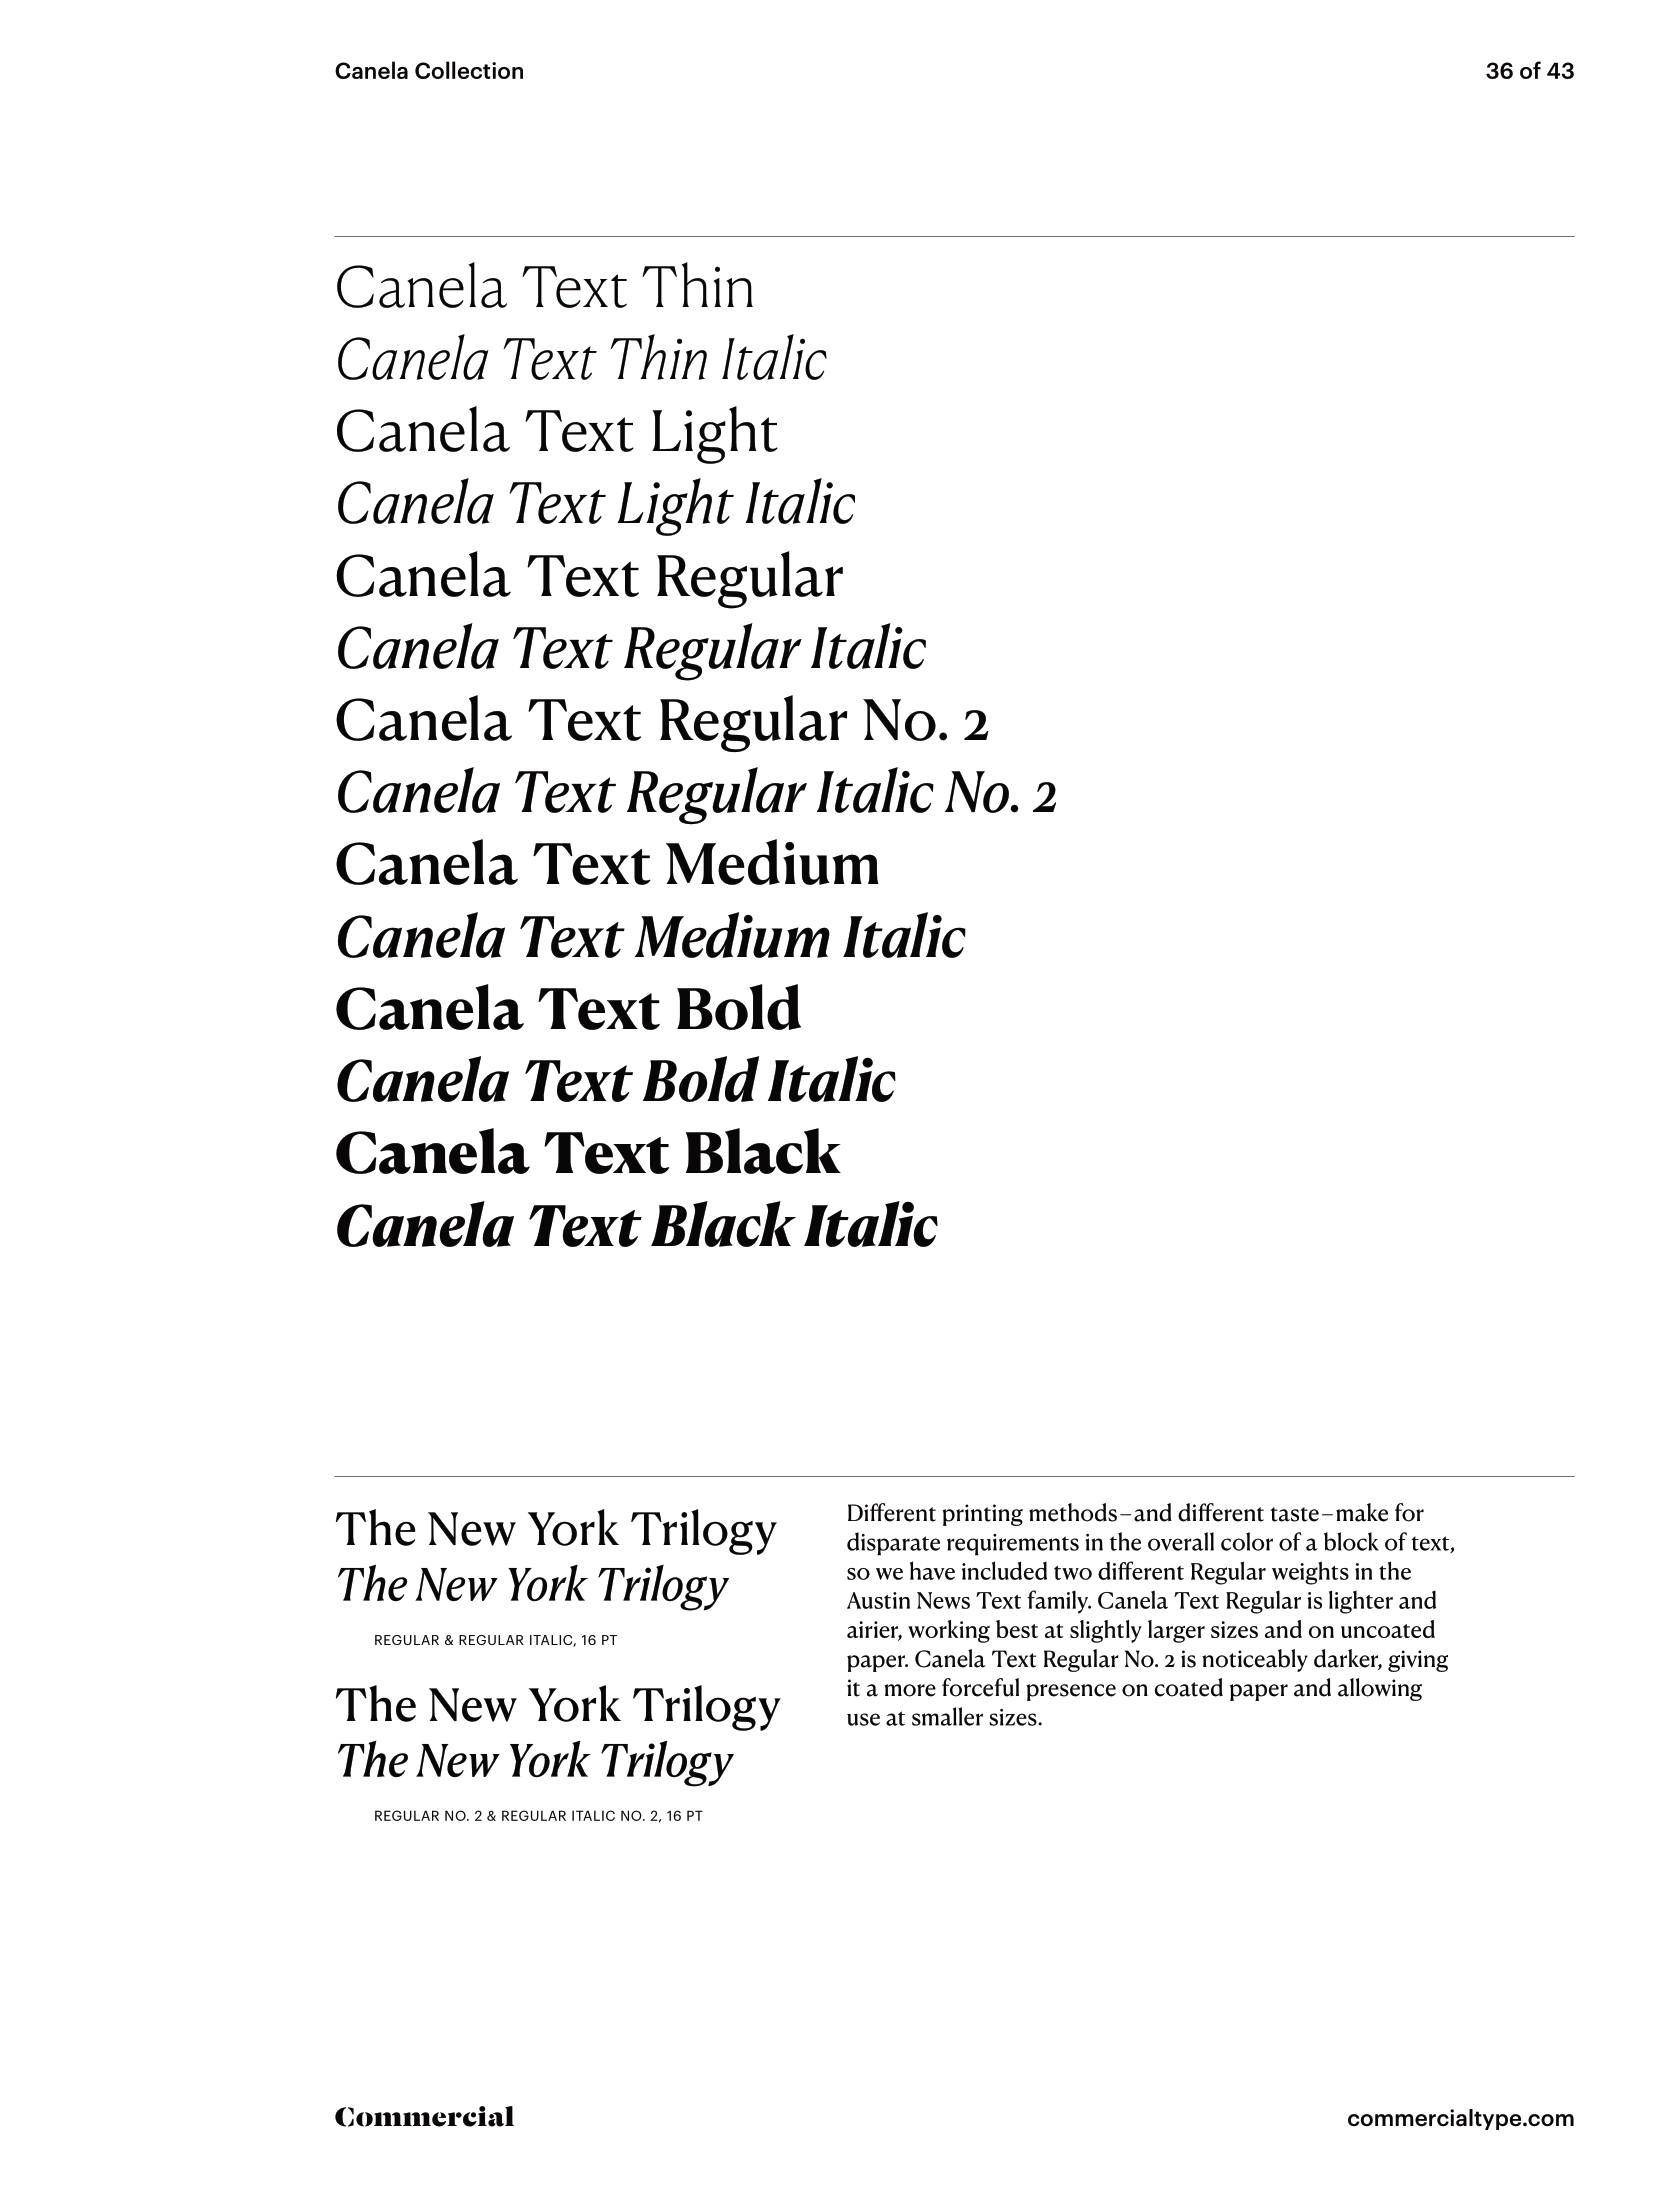 Canela Collection
36 of 43
Canela Text Thin
Canela Text Thin Italic
Canela Text Light
Canela Text Light Italic
Canela Text Regular
Canela Text Regular Italic
Canela Text Regular No. 2
Canela Text Regular Italic No. 2
Canela Text Medium
Canela Text Medium Italic
Canela Text Bold
Canela Text Bold Italic
Canela Text Black
Canela Text Black Italic
The New York Trilogy
The New York Trilogy
REGULAR & REGULAR ITALIC, 16 PT
The New York Trilogy
The New York Trilogy
REGULAR NO. 2 & REGULAR ITALIC NO. 2, 16 PT
Different printing methods–and different taste–make for
disparate requirements in the overall color of a block of text,
so we have included two different Regular weights in the
Austin News Text family. Canela Text Regular is lighter and
airier, working best at slightly larger sizes and on uncoated
paper. Canela Text Regular No. 2 is noticeably darker, giving
it a more forceful presence on coated paper and allowing
use at smaller sizes.
Commercial
commercialtype.com